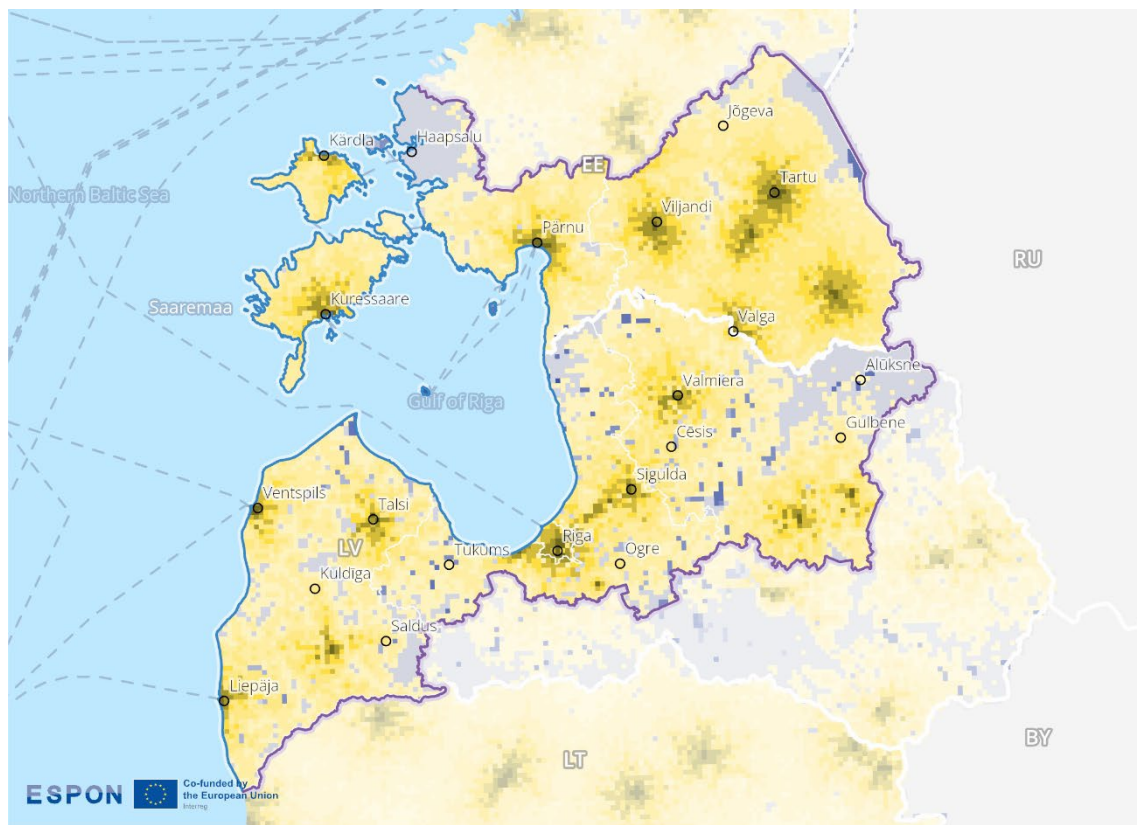 Jõgeva
Kärdla
Haapsalu
EE
Northern Baltic Sea
Tartu
Viljandi
Pärnu
RU
Saaremaa
Kuressaare
Valga
Alūksne
Valmiera
Gulf of Riga
Cēsis
Gulbene
Sigulda
Ventspils
Talsi
LV
Tukums
Rīga
Ogre
Kuldīga
Saldus
Liepāja
LT
BY
ESPON
Co-funded by
the European Union
Interreg